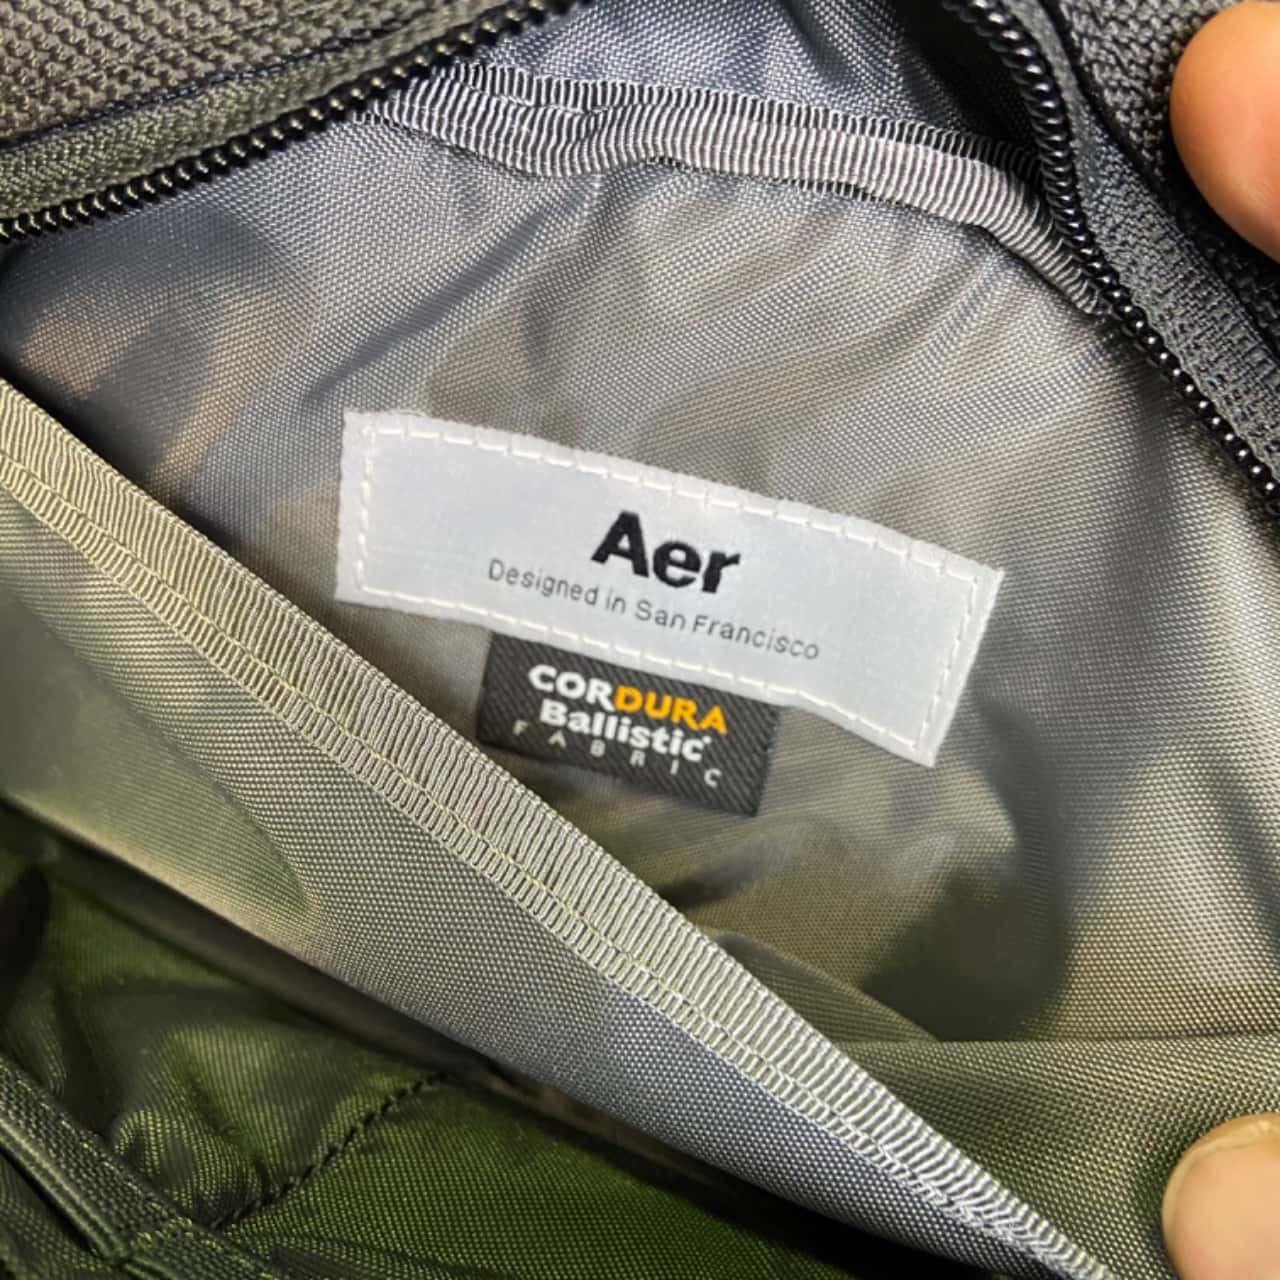 Aer
Designed in San Francisco
CORDURA
Ballistic
FABRIC